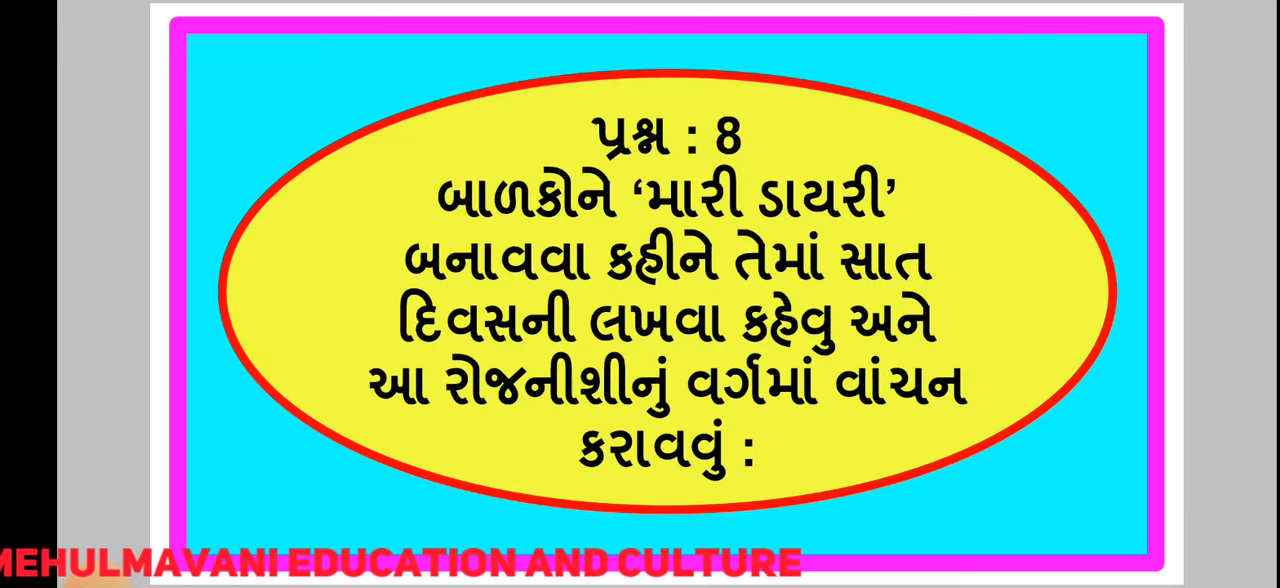 પ્રશ્ન : 8
બાળકોને ‘મારી ડાયરી’
બનાવવા કહીને તેમાં સાત
દિવસની લખવા કહેવુ અને
આ રોજનીશીનું વર્ગમાં વાંચન
કરાવવું :
MEHULMAVANI EDUCATION AND CULTURE